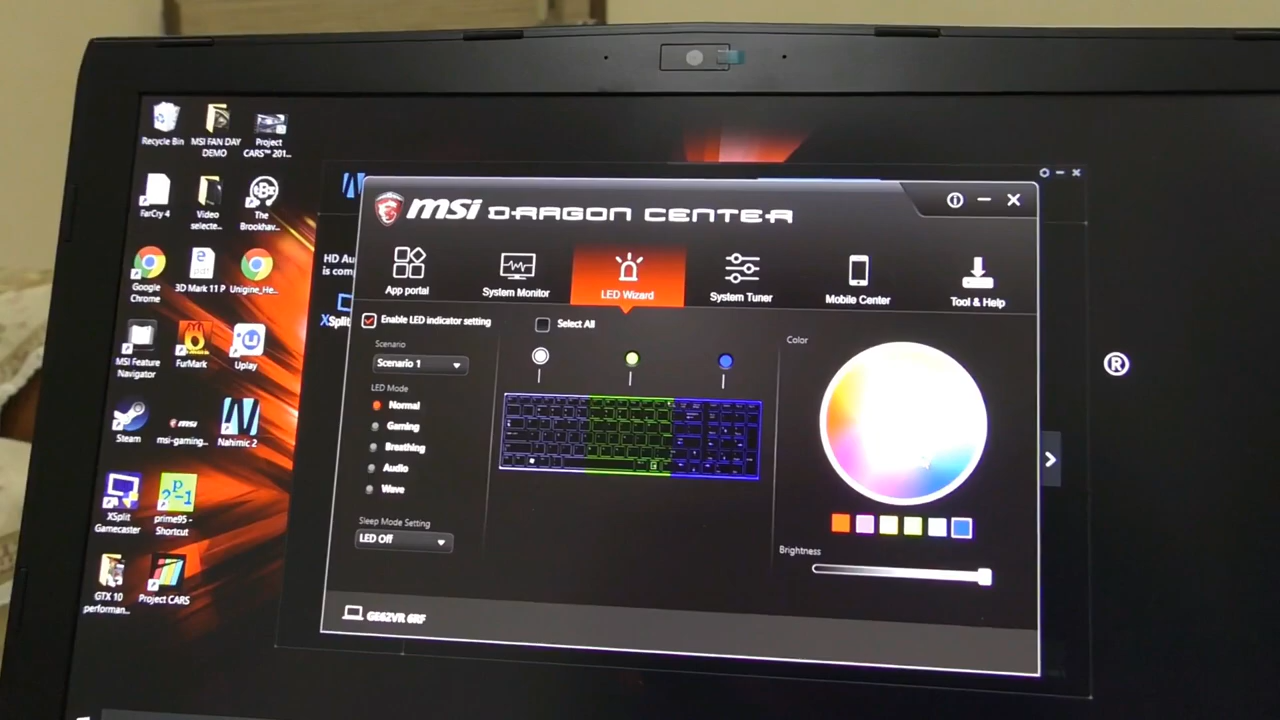 Recycle Bin
MSI FAN DAY
DEMO
Project
CARS™ 201...
FarCry 4
Video
selecte...
The
Brookhav...
Google
Chrome
3D Mark 11 P
Unigine_He...
MSI Feature
Navigator
FurMark
Uplay
Steam
msi-gaming...
Nahimic 2
XSplit
Gamecaster
prime95 -
Shortcut
GTX 10
performan...
Project CARS
HD Au
is com
XSplit
msi DRAGON CENTER
App portal
System Monitor
LED Wizard
System Tuner
Mobile Center
Tool & Help
Enable LED indicator setting
Select All
Scenario
Scenario 1
LED Mode
Normal
Gaming
Breathing
Audio
Wave
Sleep Mode Setting
LED Off
Color
Brightness
GE62VR 6RF
®